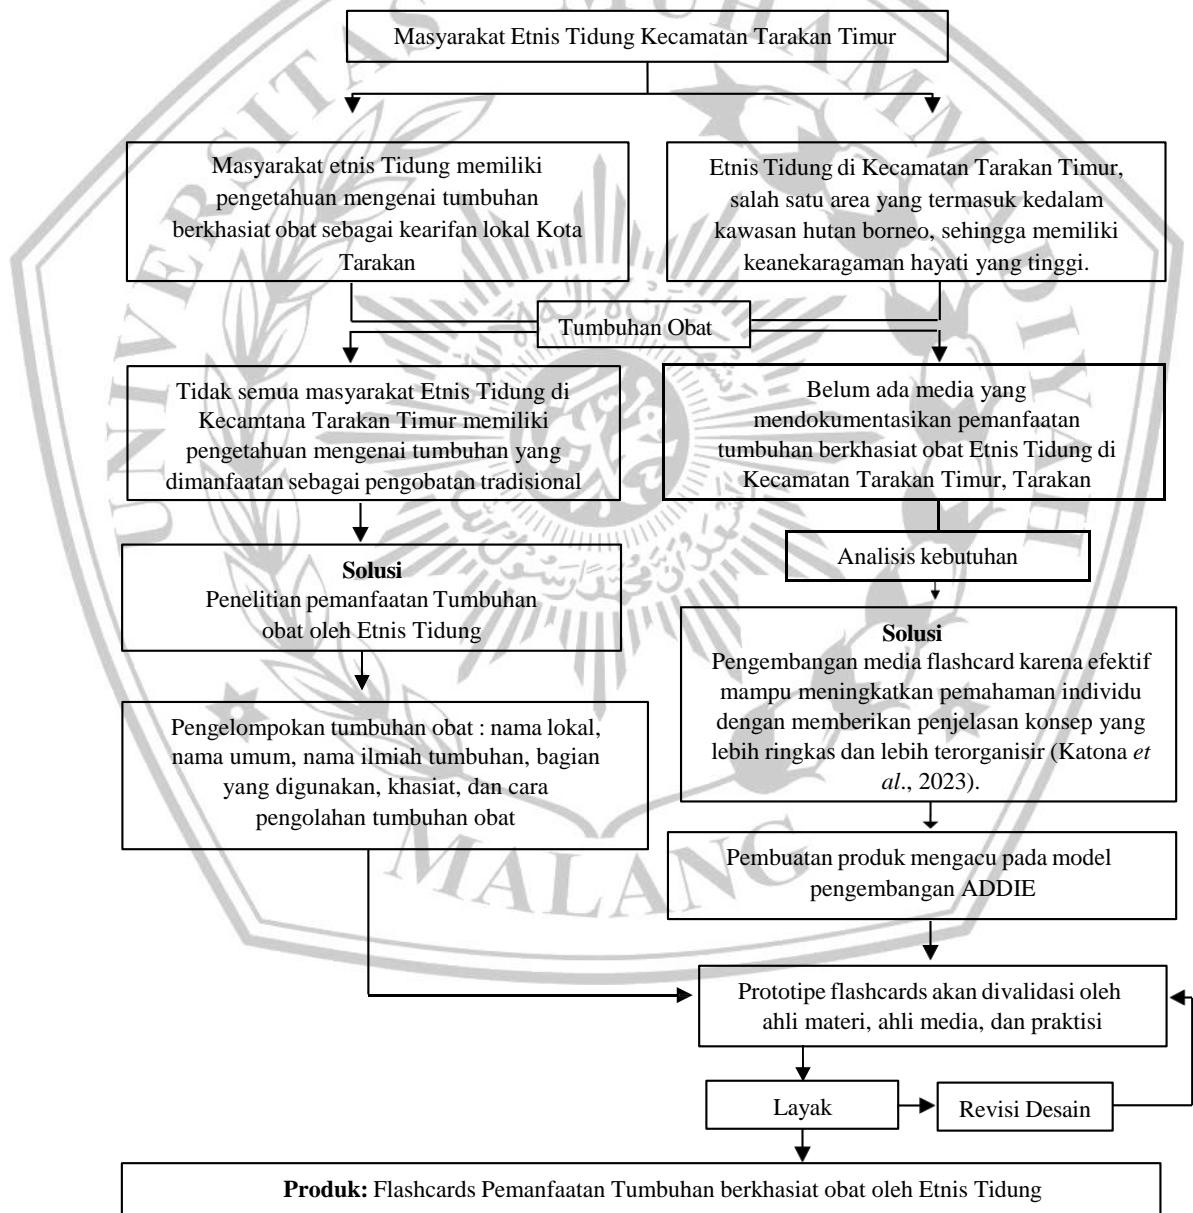 UNIVERSITAS MUHAMMADIYAH
MALANG
Masyarakat Etnis Tidung Kecamatan Tarakan Timur
Masyarakat etnis Tidung memiliki
pengetahuan mengenai tumbuhan
berkhasiat obat sebagai kearifan lokal Kota
Tarakan
Etnis Tidung di Kecamatan Tarakan Timur,
salah satu area yang termasuk kedalam
kawasan hutan borneo, sehingga memiliki
keanekaragaman hayati yang tinggi.
Tumbuhan Obat
Tidak semua masyarakat Etnis Tidung di
Kecamtana Tarakan Timur memiliki
pengetahuan mengenai tumbuhan yang
dimanfaatan sebagai pengobatan tradisional
Belum ada media yang
mendokumentasikan pemanfaatan
tumbuhan berkhasiat obat Etnis Tidung di
Kecamatan Tarakan Timur, Tarakan
Solusi
Penelitian pemanfaatan Tumbuhan
obat oleh Etnis Tidung
Analisis kebutuhan
Solusi
Pengembangan media flashcard karena efektif
mampu meningkatkan pemahaman individu
dengan memberikan penjelasan konsep yang
lebih ringkas dan lebih terorganisir (Katona et
al., 2023).
Pengelompokan tumbuhan obat : nama lokal,
nama umum, nama ilmiah tumbuhan, bagian
yang digunakan, khasiat, dan cara
pengolahan tumbuhan obat
Pembuatan produk mengacu pada model
pengembangan ADDIE
Prototipe flashcards akan divalidasi oleh
ahli materi, ahli media, dan praktisi
Layak
Revisi Desain
Produk: Flashcards Pemanfaatan Tumbuhan berkhasiat obat oleh Etnis Tidung